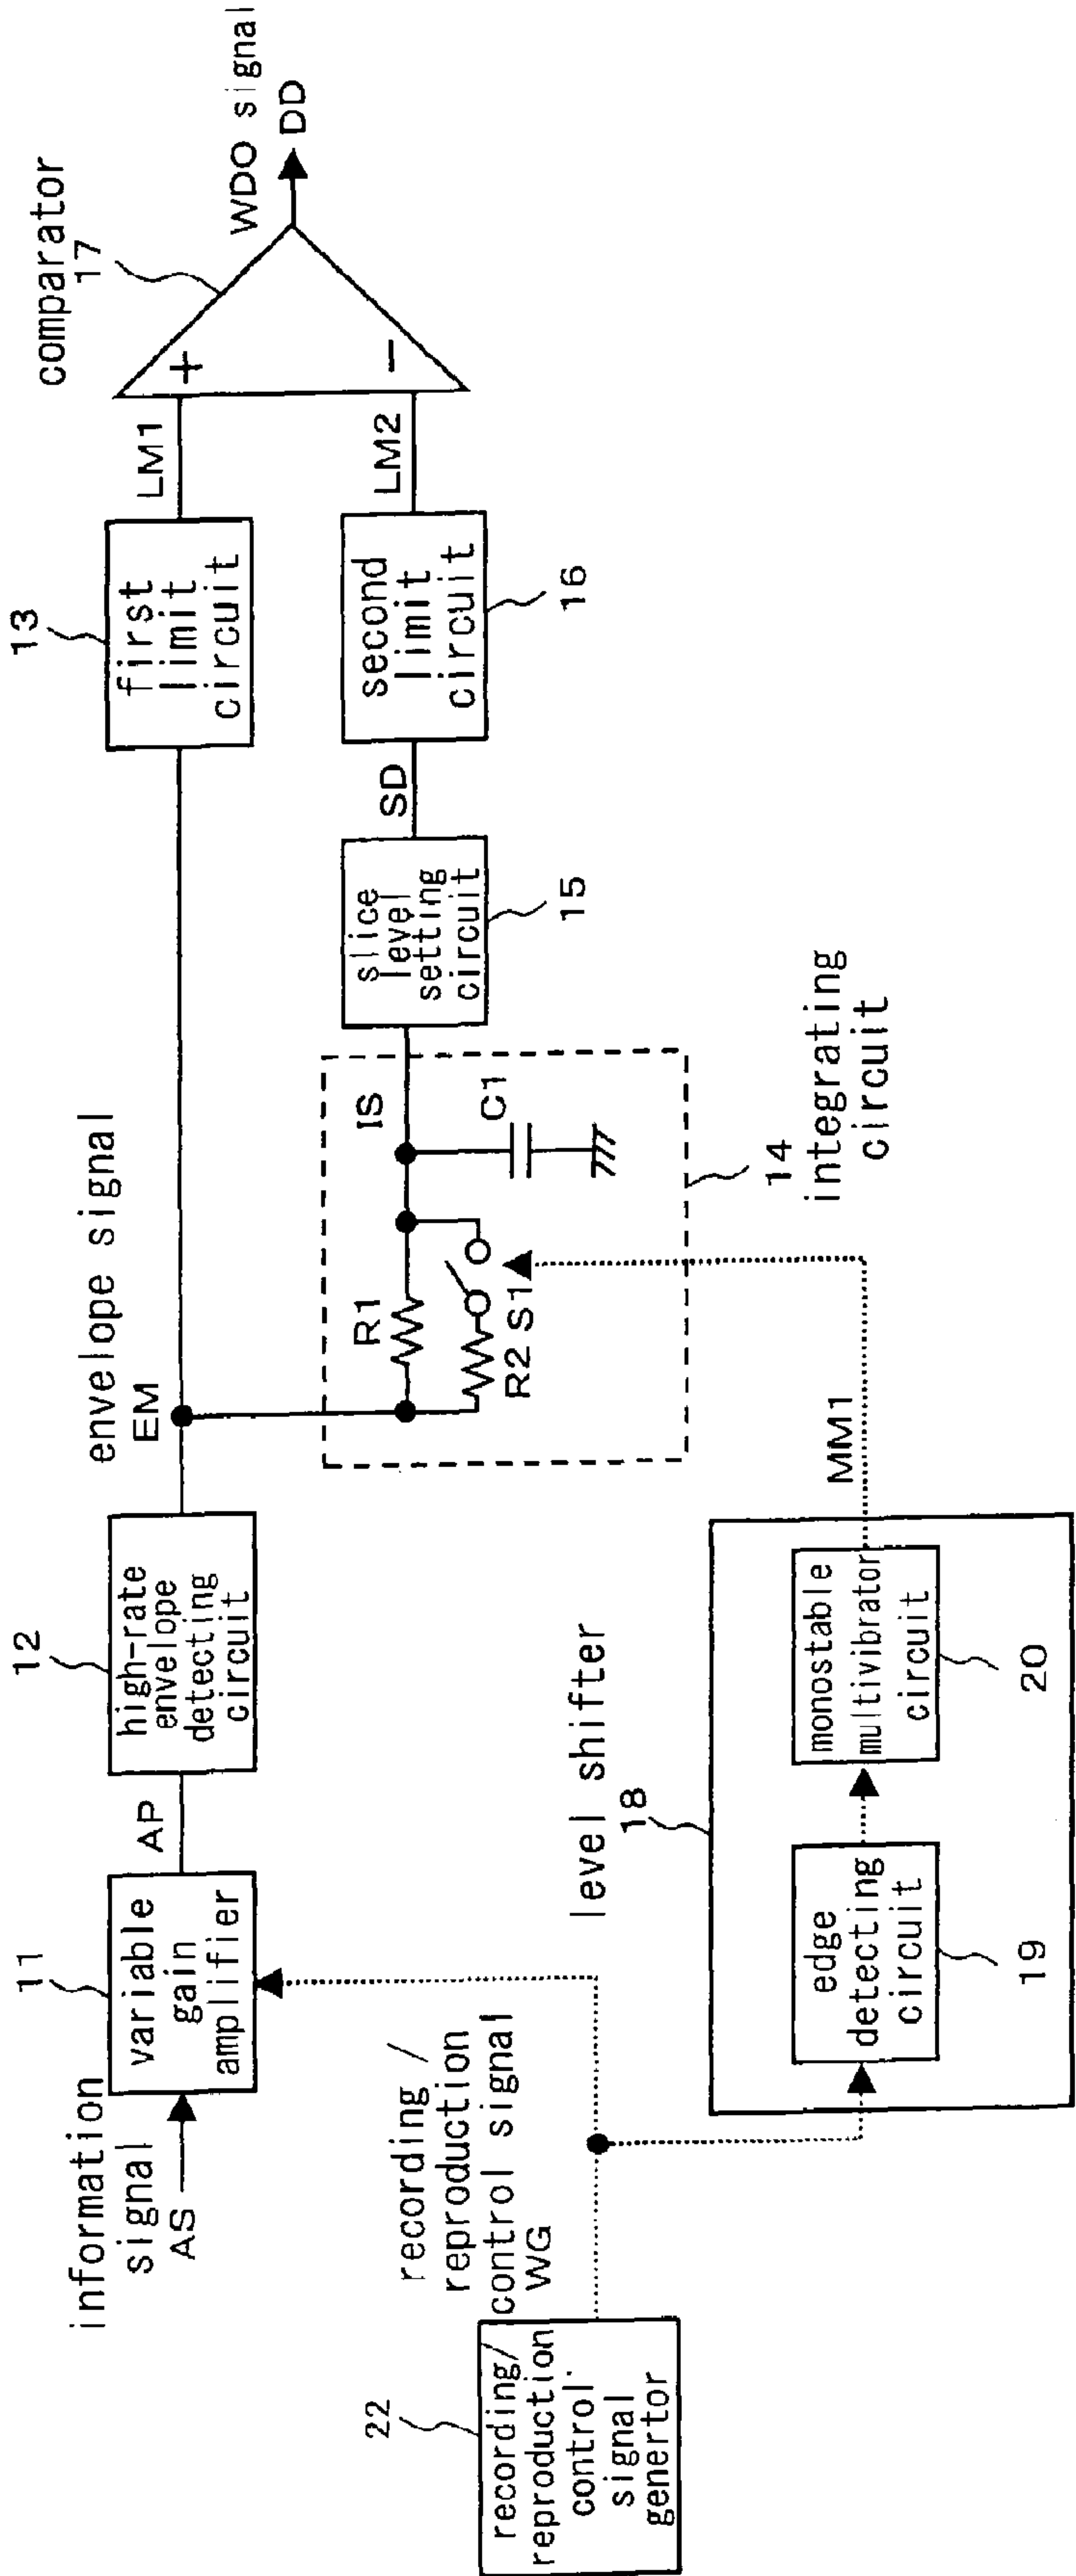 information
signal
AS
11
variable
gain
amplifier
AP
12
high-rate
envelope
detecting
circuit
envelope signal
EM
13
first
limit
circuit
LM1
comparator
17
+
−
WDO signal
DD
R1
R2
S1
IS
C1
14
integrating
circuit
slice
level
setting
circuit
15
SD
second
limit
circuit
16
LM2
22
recording/
reproduction
control
signal
genertor
recording /
reproduction
control signal
WG
level shifter
18
edge
detecting
circuit
19
monostable
multivibrator
circuit
20
MM1